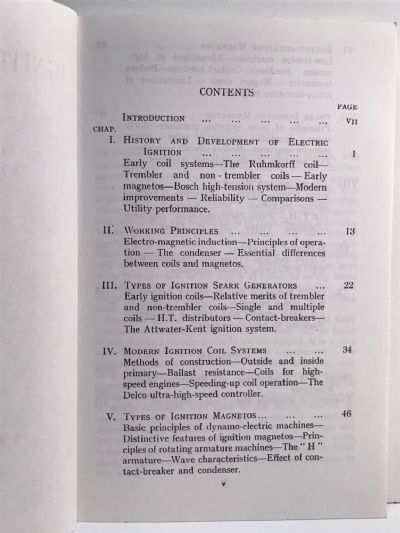 CONTENTS
PAGE
INTRODUCTION ... ... ... ... ... VII
CHAP.
I. HISTORY AND DEVELOPMENT OF ELECTRIC
IGNITION ... ... ... ... ... 1
Early coil systems—The Ruhmkorff coil—
Trembler and non-trembler coils—Early
magnetos—Bosch high-tension system—Modern
improvements — Reliability — Comparisons —
Utility performance.
II. WORKING PRINCIPLES ... ... ... ... 13
Electro-magnetic induction—Principles of opera-
tion — The condenser — Essential differences
between coils and magnetos.
III. TYPES OF IGNITION SPARK GENERATORS ... 22
Early ignition coils—Relative merits of trembler
and non-trembler coils—Single and multiple
coils — H.T. distributors — Contact-breakers—
The Attwater-Kent ignition system.
IV. MODERN IGNITION COIL SYSTEMS ... ... 34
Methods of construction—Outside and inside
primary—Ballast resistance—Coils for high-
speed engines—Speeding-up coil operation—The
Delco ultra-high-speed controller.
V. TYPES OF IGNITION MAGNETOS... ... ... 46
Basic principles of dynamo-electric machines—
Distinctive features of ignition magnetos—Prin-
ciples of rotating armature machines—The "H"
armature—Wave characteristics—Effect of con-
tact-breaker and condenser.
v